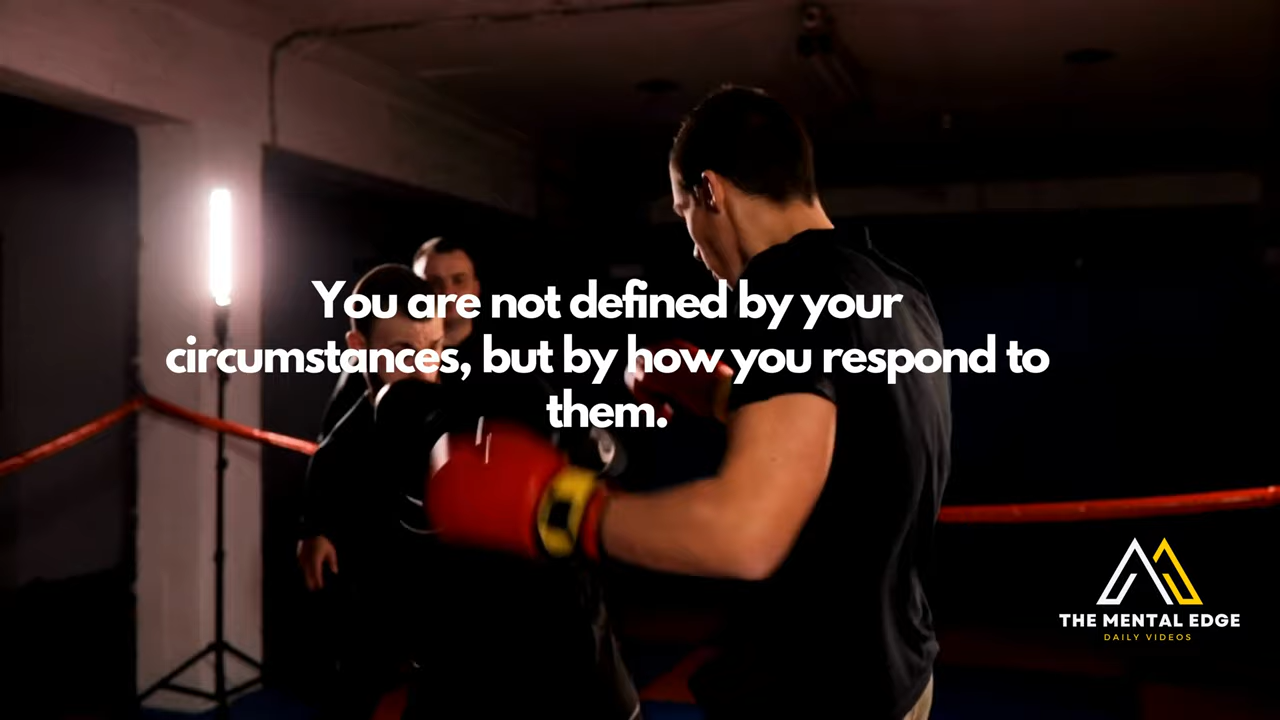 You are not defined by your
circumstances, but by how you respond to
them.
THE MENTAL EDGE
DAILY VIDEOS